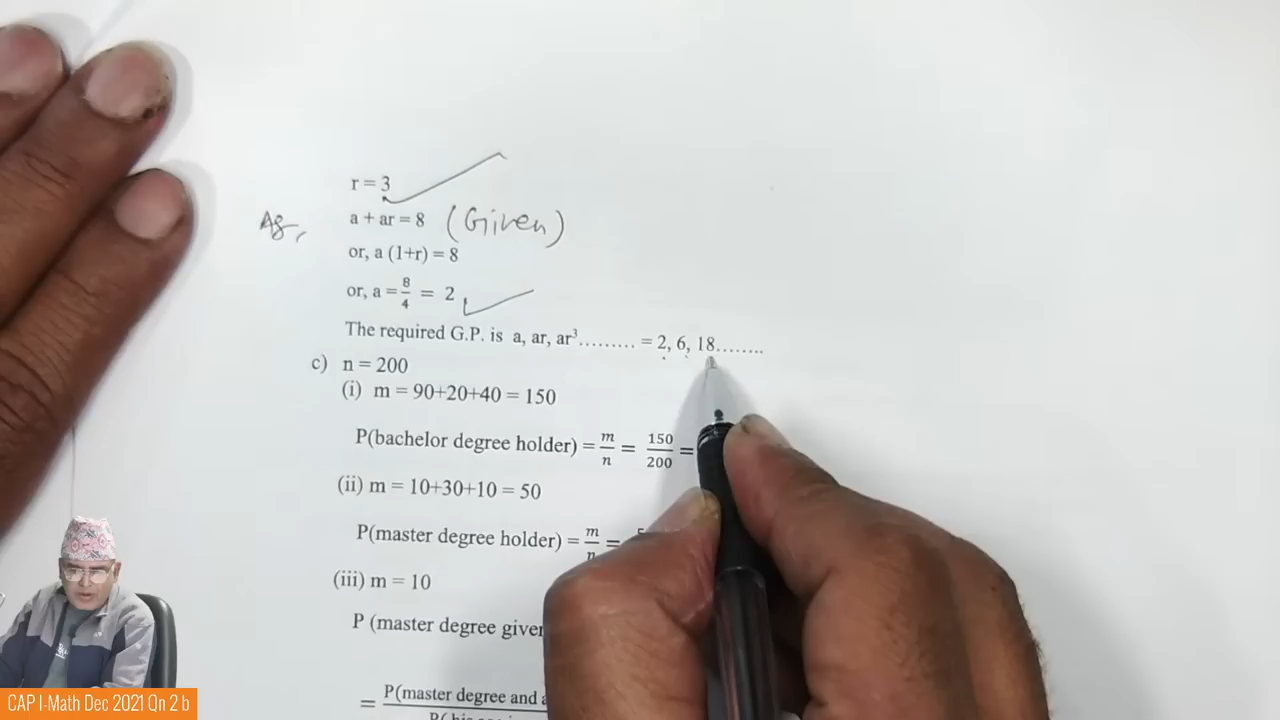 r = 3
As, a + ar = 8 (Given)
or, a (1+r) = 8
or, a = 8/4 = 2
The required G.P. is a, ar, ar³......... = 2, 6, 18........
c) n = 200
(i) m = 90+20+40 = 150
P(bachelor degree holder) = m/n = 150/200 =
(ii) m = 10+30+10 = 50
P(master degree holder) = m/n =
(iii) m = 10
P (master degree given
= P(master degree and
CAP I-Math Dec 2021 Qn 2 b